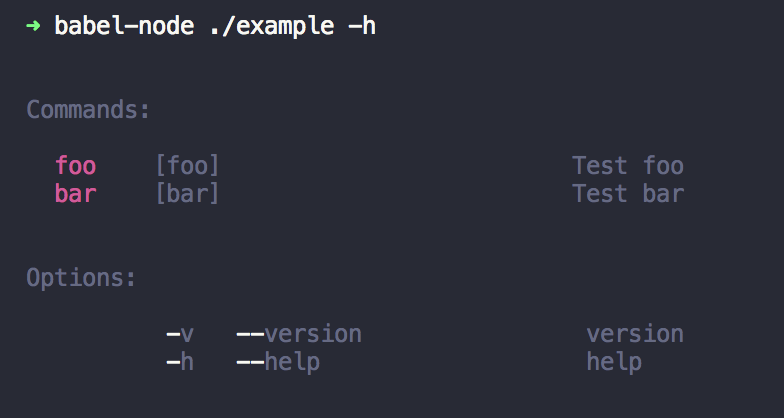 ➜ babel-node ./example -h
Commands:
foo [foo] Test foo
bar [bar] Test bar
Options:
-v --version version
-h --help help